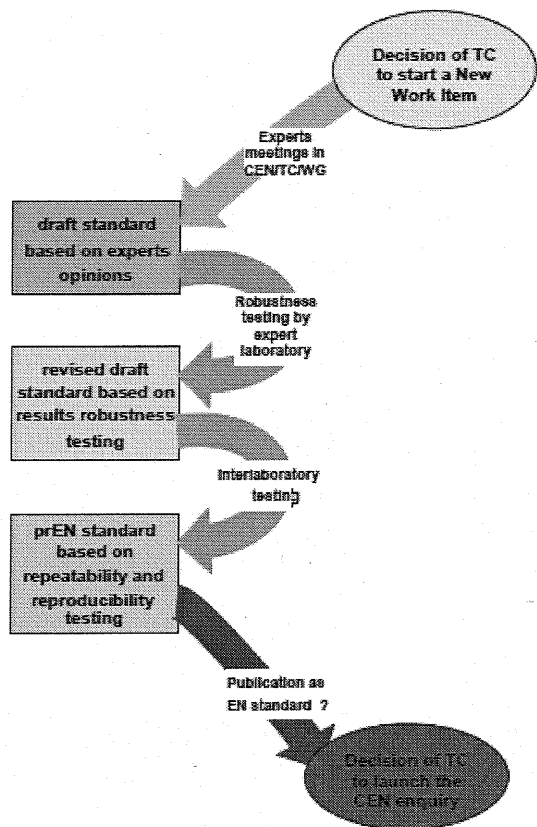 Decision of TC
to start a New
Work Item
Experts
meetings in
CEN/TC/WG
draft standard
based on experts
opinions
Robustness
testing by
expert
laboratory
revised draft
standard based on
results robustness
testing
Interlaboratory
testing
prEN standard
based on
repeatability and
reproducibility
testing
Publication as
EN standard ?
Decision of TC
to launch the
CEN enquiry